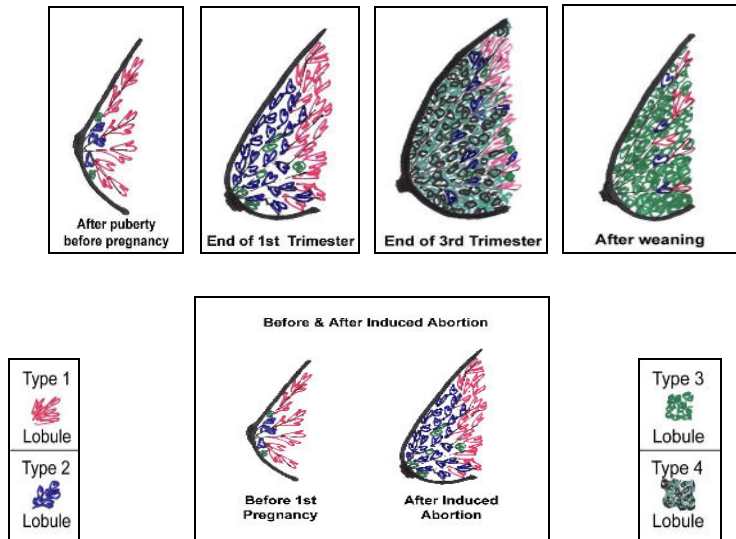 After puberty
before pregnancy
End of 1st Trimester
End of 3rd Trimester
After weaning
Before & After Induced Abortion
Type 1
Lobule
Type 2
Lobule
Before 1st
Pregnancy
After Induced
Abortion
Type 3
Lobule
Type 4
Lobule